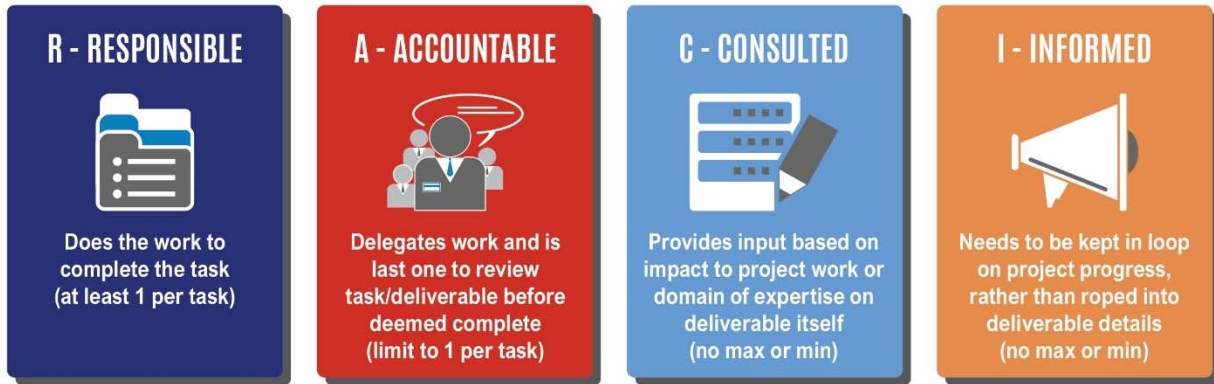 R - RESPONSIBLE
Does the work to
complete the task
(at least 1 per task)
A - ACCOUNTABLE
Delegates work and is
last one to review
task/deliverable before
deemed complete
(limit to 1 per task)
C - CONSULTED
Provides input based on
impact to project work or
domain of expertise on
deliverable itself
(no max or min)
I - INFORMED
Needs to be kept in loop
on project progress,
rather than roped into
deliverable details
(no max or min)